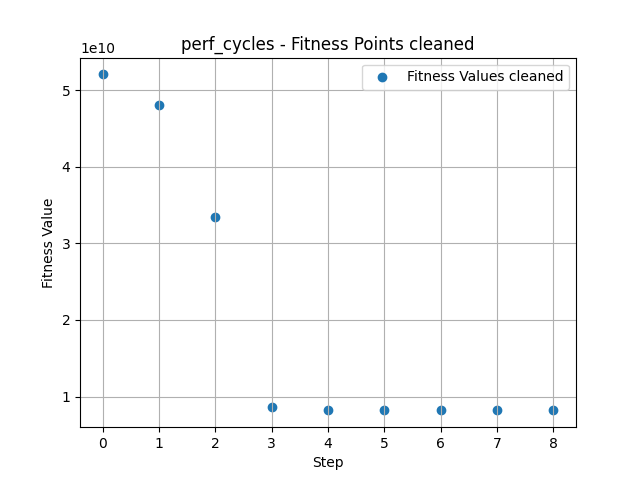 perf_cycles - Fitness Points cleaned
1e10
Fitness Values cleaned
5
4
3
2
1
Fitness Value
0 1 2 3 4 5 6 7 8
Step